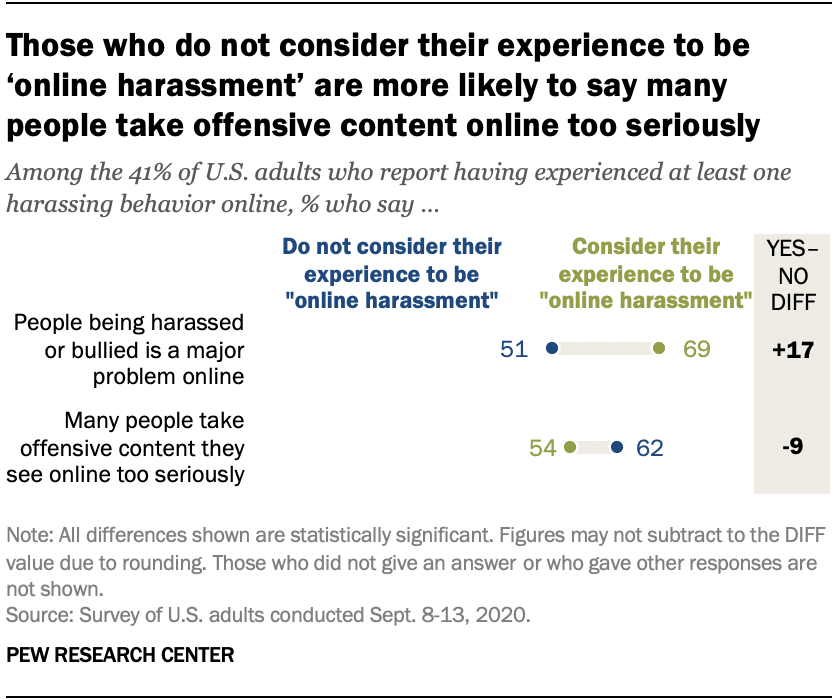 Those who do not consider their experience to be
‘online harassment’ are more likely to say many
people take offensive content online too seriously
Among the 41% of U.S. adults who report having experienced at least one
harassing behavior online, % who say ...
Do not consider their
experience to be
"online harassment"
Consider their
experience to be
"online harassment"
YES–
NO
DIFF
People being harassed
or bullied is a major
problem online
51
69
+17
Many people take
offensive content they
see online too seriously
54
62
-9
Note: All differences shown are statistically significant. Figures may not subtract to the DIFF
value due to rounding. Those who did not give an answer or who gave other responses are
not shown.
Source: Survey of U.S. adults conducted Sept. 8-13, 2020.
PEW RESEARCH CENTER